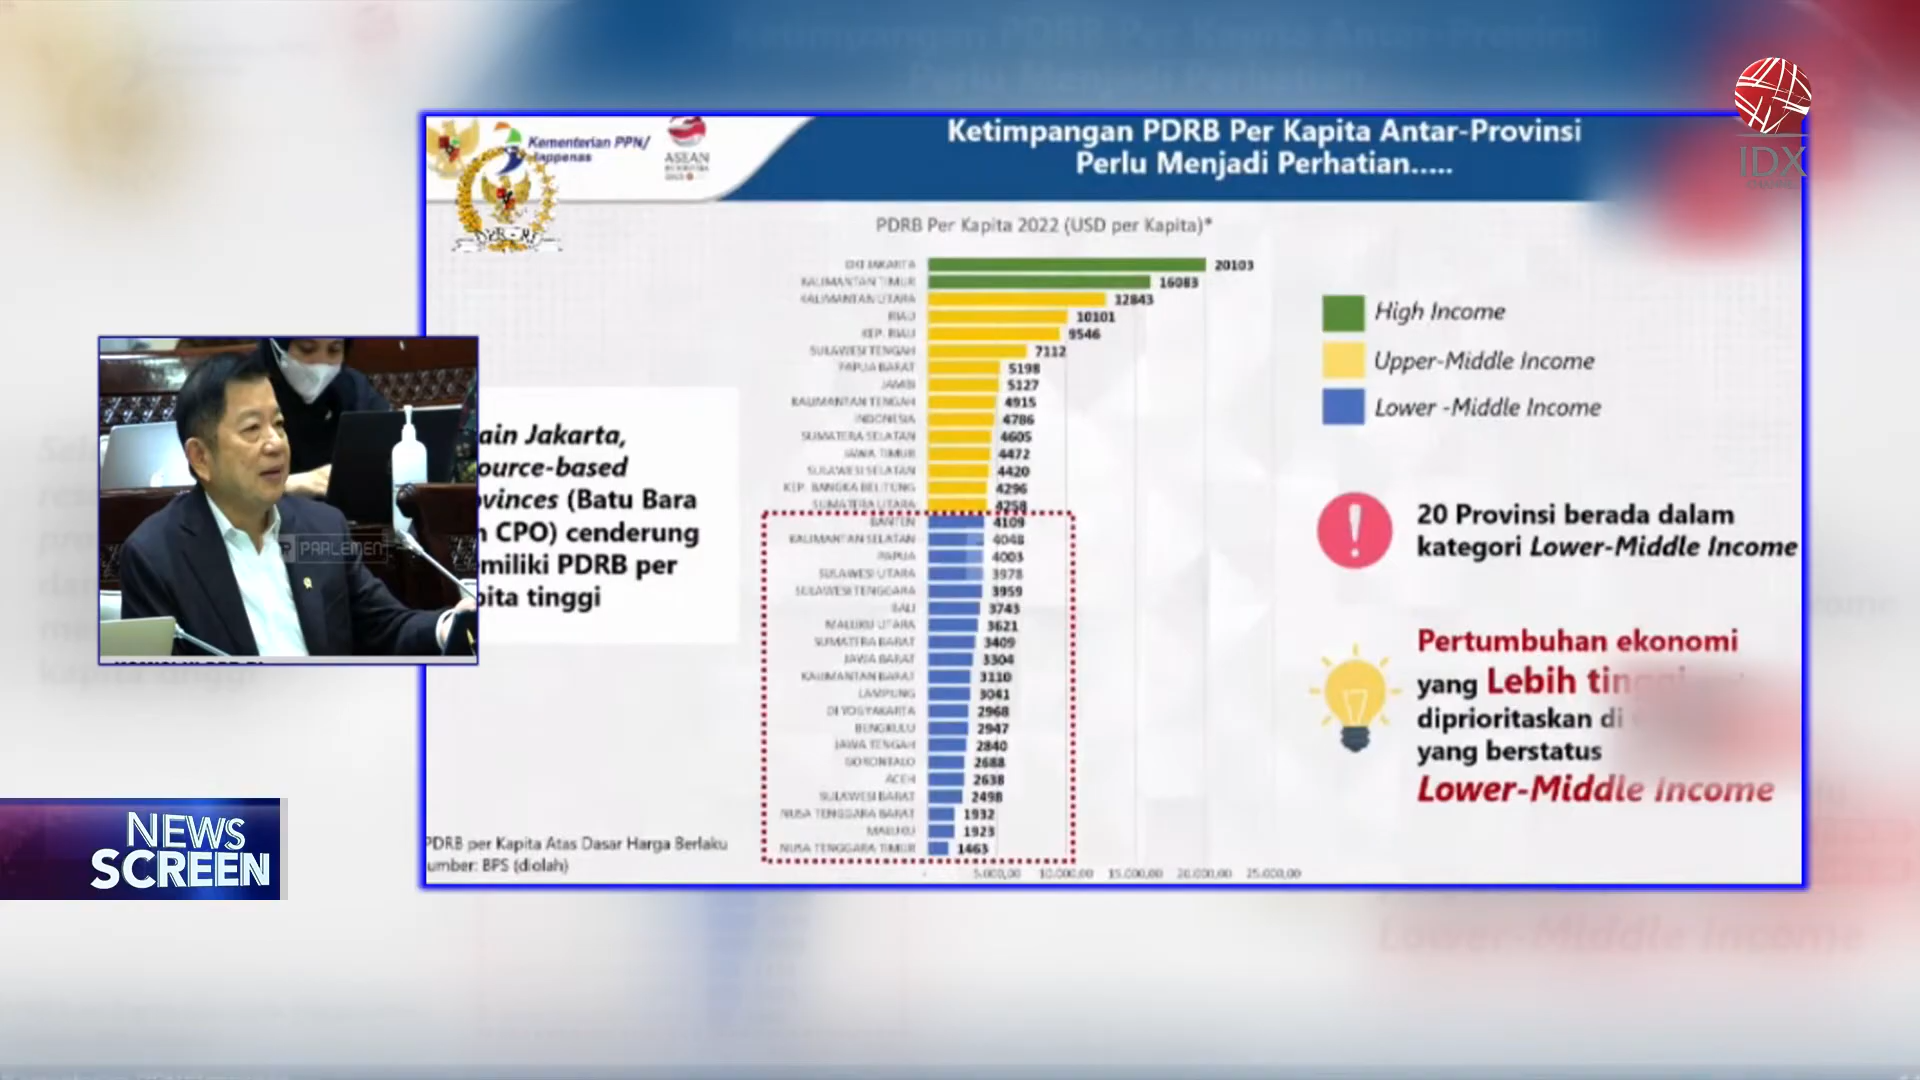 Kementerian PPN/
Bappenas
ASEAN
Ketimpangan PDRB Per Kapita Antar-Provinsi
Perlu Menjadi Perhatian.....
IDX
CHANNEL
DPR - RI
PDRB Per Kapita 2022 (USD per Kapita)*
DKI JAKARTA 20103
KALIMANTAN TIMUR 16083
KALIMANTAN UTARA 12843
RIAU 10101
KEP. RIAU 9546
SULAWESI TENGAH 7112
PAPUA BARAT 5198
JAMBI 5127
KALIMANTAN TENGAH 4915
INDONESIA 4786
SUMATERA SELATAN 4605
JAWA TIMUR 4472
SULAWESI SELATAN 4420
KEP. BANGKA BELITUNG 4296
SUMATERA UTARA 4258
BANTEN 4109
KALIMANTAN SELATAN 4048
PAPUA 4003
SULAWESI UTARA 3978
SULAWESI TENGGARA 3959
BALI 3743
MALUKU UTARA 3621
SUMATERA BARAT 3409
JAWA BARAT 3304
KALIMANTAN BARAT 3110
LAMPUNG 3041
DI YOGYAKARTA 2968
BENGKULU 2947
JAWA TENGAH 2840
GORONTALO 2688
ACEH 2638
SULAWESI BARAT 2498
NUSA TENGGARA BARAT 1932
MALUKU 1923
NUSA TENGGARA TIMUR 1463
- 5.000,00 10.000,00 15.000,00 20.000,00 25.000,00
High Income
Upper-Middle Income
Lower -Middle Income
ain Jakarta,
ource-based
vinces (Batu Bara
n CPO) cenderung
emiliki PDRB per
pita tinggi
PARLEMEN
20 Provinsi berada dalam
kategori Lower-Middle Income
Pertumbuhan ekonomi
yang Lebih tinggi
diprioritaskan di
yang berstatus
Lower-Middle Income
PDRB per Kapita Atas Dasar Harga Berlaku
umber: BPS (diolah)
NEWS
SCREEN